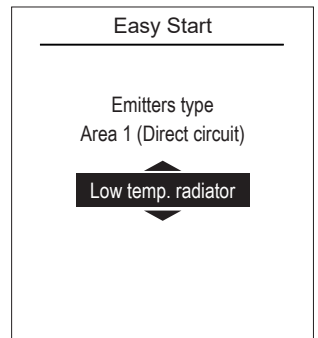 Easy Start
Emitters type
Area 1 (Direct circuit)
Low temp. radiator